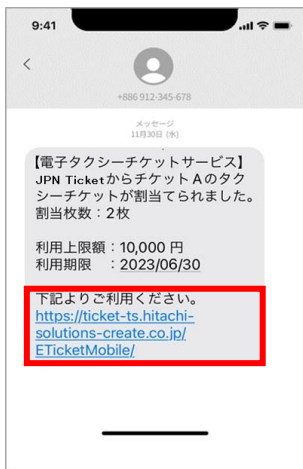 9:41
+886 912-345-678
メッセージ
11月30日 (水)
【電子タクシーチケットサービス】
JPN TicketからチケットAのタク
シーチケットが割当てられました。
割当枚数：2枚
利用上限額：10,000 円
利用期限　：2023/06/30
下記よりご利用ください。
https://ticket-ts.hitachi-
solutions-create.co.jp/
ETicketMobile/